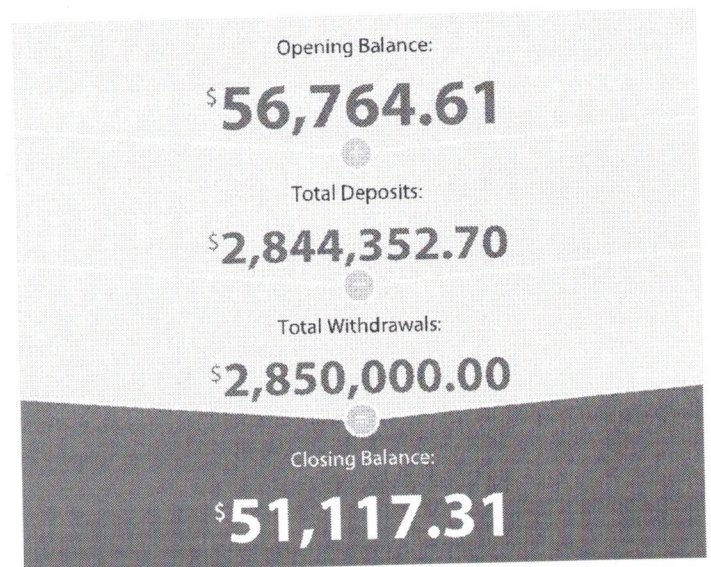 Opening Balance:
$56,764.61
+
Total Deposits:
$2,844,352.70
Total Withdrawals:
$2,850,000.00
=
Closing Balance:
$51,117.31